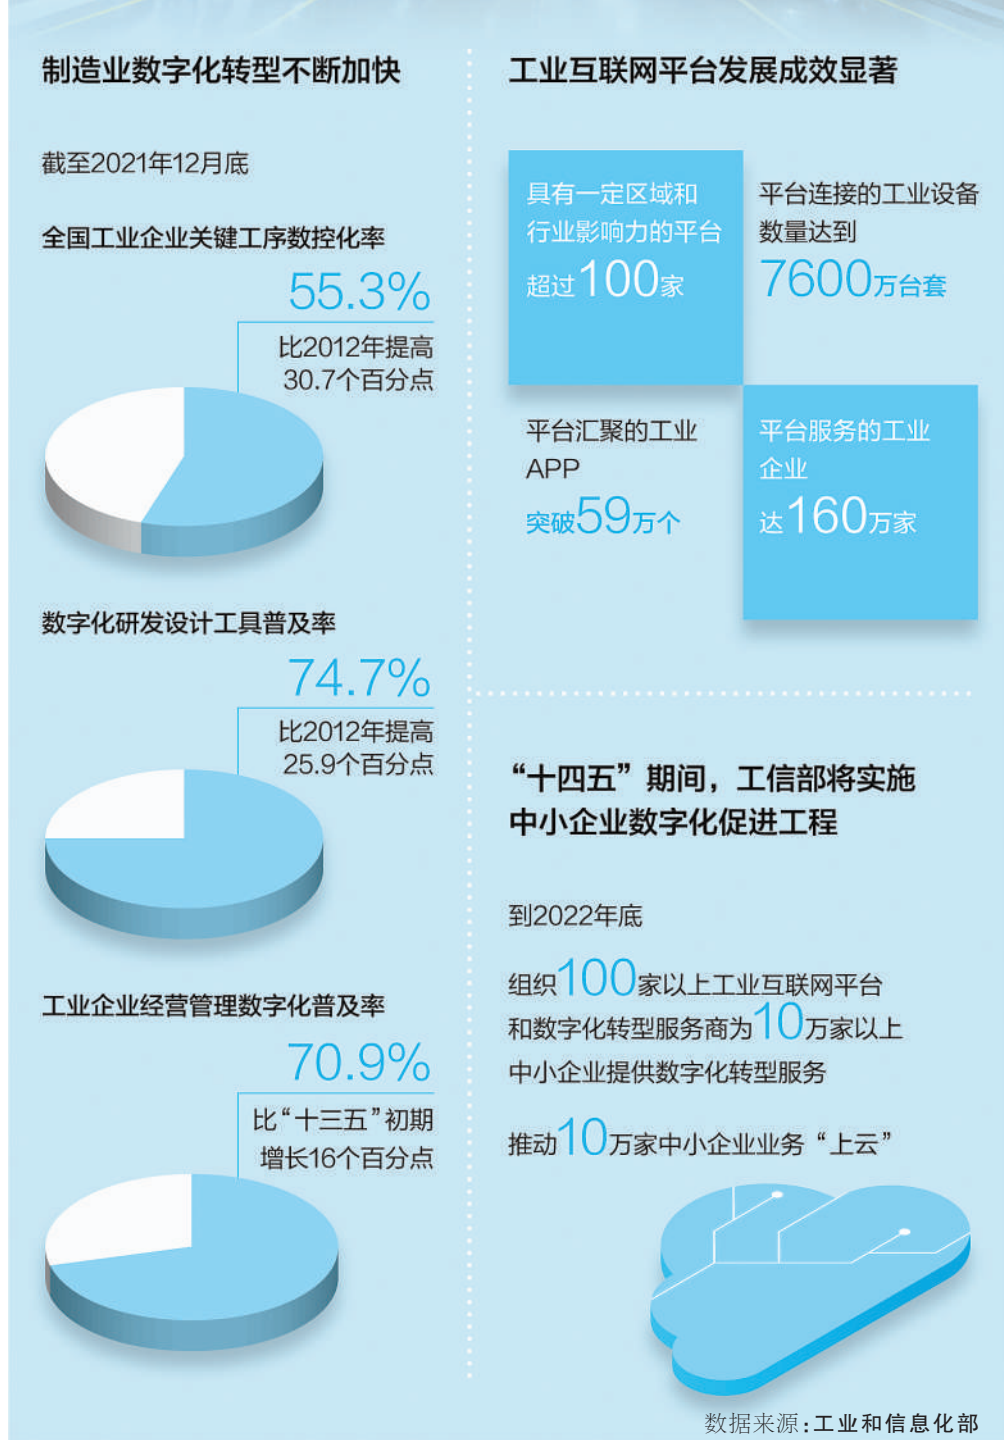 制造业数字化转型不断加快
截至2021年12月底
全国工业企业关键工序数控化率
55.3%
比2012年提高
30.7个百分点
数字化研发设计工具普及率
74.7%
比2012年提高
25.9个百分点
工业企业经营管理数字化普及率
70.9%
比“十三五”初期
增长16个百分点
工业互联网平台发展成效显著
具有一定区域和
行业影响力的平台
超过100家
平台连接的工业设备
数量达到
7600万台套
平台汇聚的工业
APP
突破59万个
平台服务的工业
企业
达160万家
“十四五”期间，工信部将实施
中小企业数字化促进工程
到2022年底
组织100家以上工业互联网平台
和数字化转型服务商为10万家以上
中小企业提供数字化转型服务
推动10万家中小企业业务“上云”
数据来源：工业和信息化部